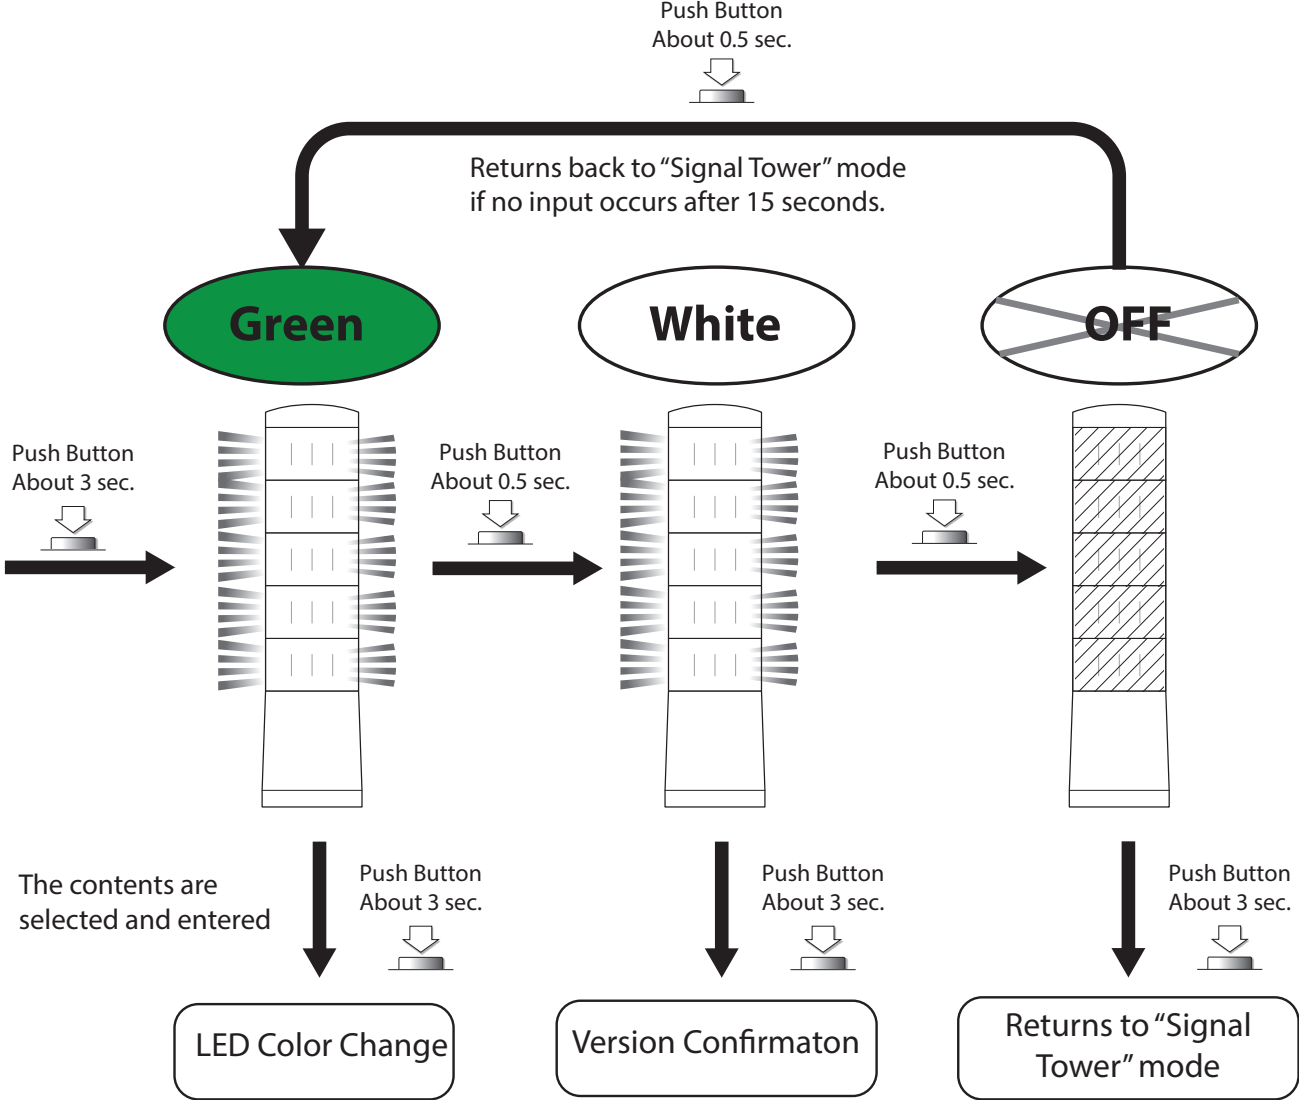 Push Button
About 0.5 sec.
Returns back to “Signal Tower” mode
if no input occurs after 15 seconds.
Green
White
OFF
Push Button
About 3 sec.
Push Button
About 0.5 sec.
Push Button
About 0.5 sec.
The contents are
selected and entered
Push Button
About 3 sec.
Push Button
About 3 sec.
Push Button
About 3 sec.
LED Color Change
Version Confirmaton
Returns to “Signal
Tower” mode